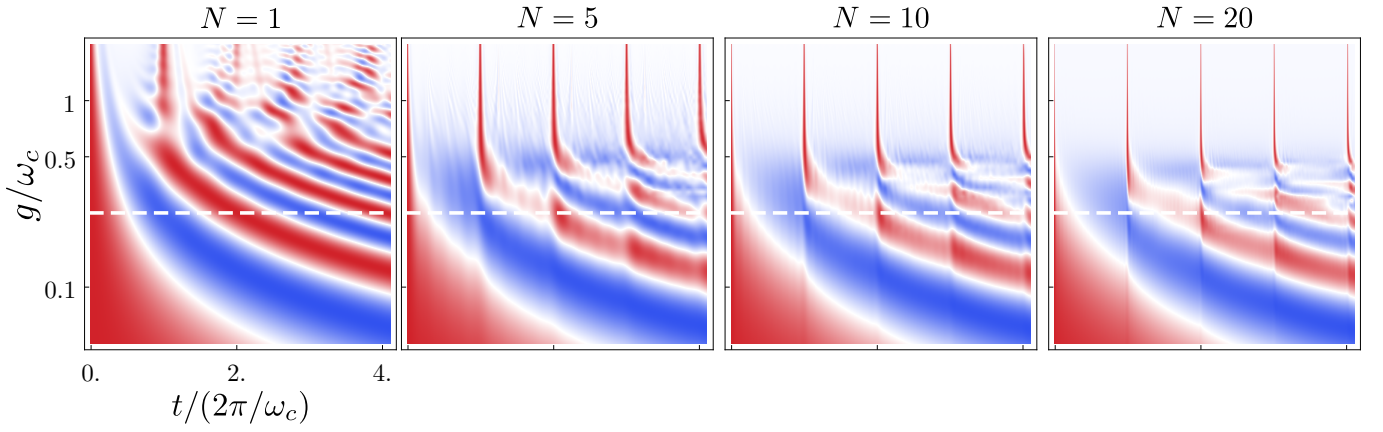 N = 1
N = 5
N = 10
N = 20
g/ω_c
1
0.5
0.1
0. 2. 4.
t/(2π/ω_c)